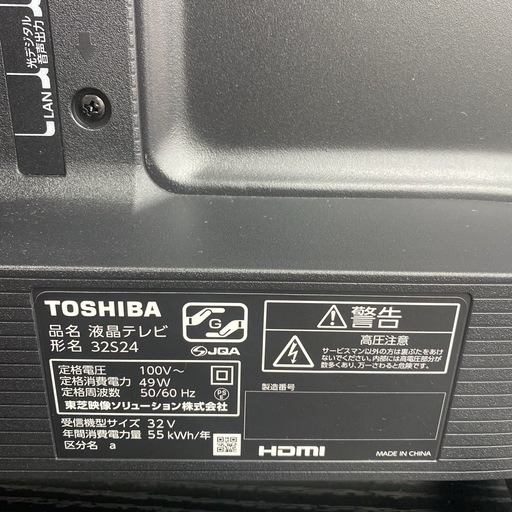 光デジタル
音声出力
LAN
TOSHIBA
品名 液晶テレビ
形名 32S24
G
JQA
定格電圧 100V～
定格消費電力 49W
定格周波数 50/60 Hz
PS
E
東芝映像ソリューション株式会社
受信機型サイズ 32V
年間消費電力量 55kWh/年
区分名 a
警告
高圧注意
サービスマン以外の方は裏ぶたをあけ
ないでください。内部には高電圧部分が
数多くあり、万一さわると危険です。
製造番号
HDMI
MADE IN CHINA